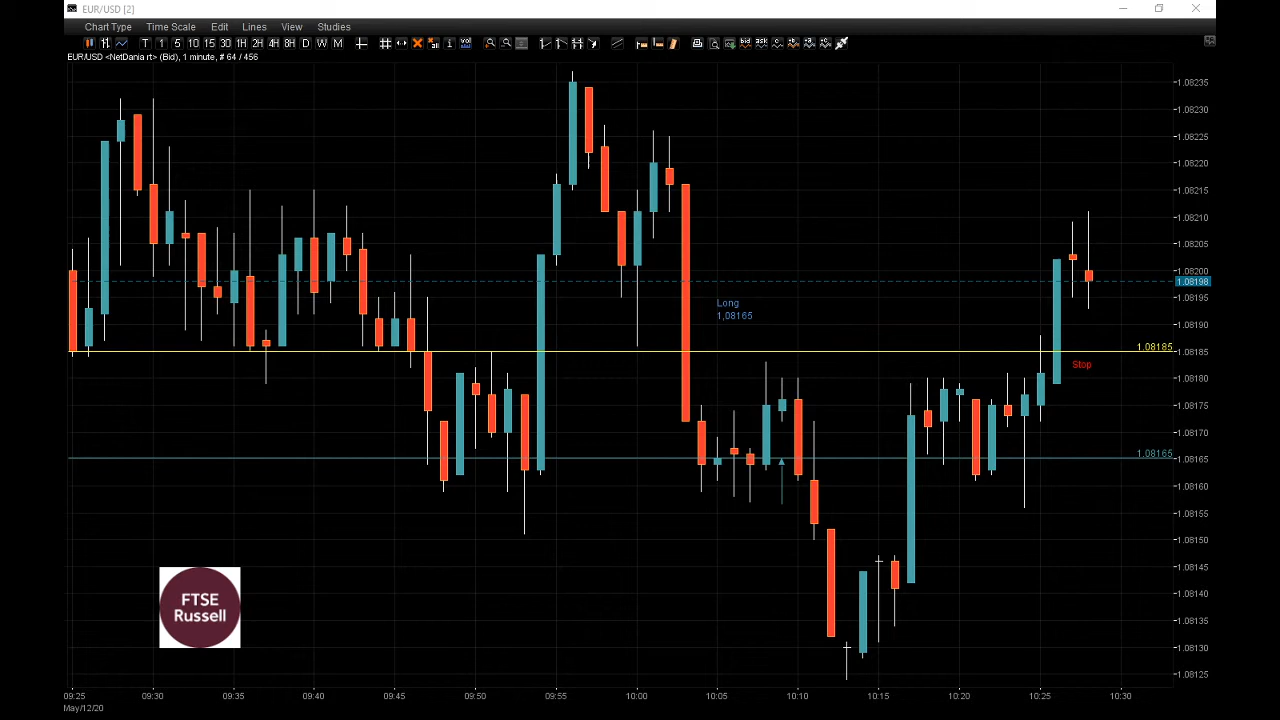 EUR/USD [2]
Chart Type Time Scale Edit Lines View Studies
T 1 5 10 15 30 1H 2H 4H 8H D W M
EUR/USD <NetDania rt> (Bid), 1 minute, # 64 / 456
1.08235
1.08230
1.08225
1.08220
1.08215
1.08210
1.08205
1.08200
1.08198
1.08195
Long
1,08165
1.08190
1.08185
1.08185
Stop
1.08180
1.08175
1.08170
1.08165
1.08165
1.08160
1.08155
1.08150
1.08145
1.08140
1.08135
1.08130
1.08125
FTSE
Russell
09:25 09:30 09:35 09:40 09:45 09:50 09:55 10:00 10:05 10:10 10:15 10:20 10:25 10:30
May/12/20